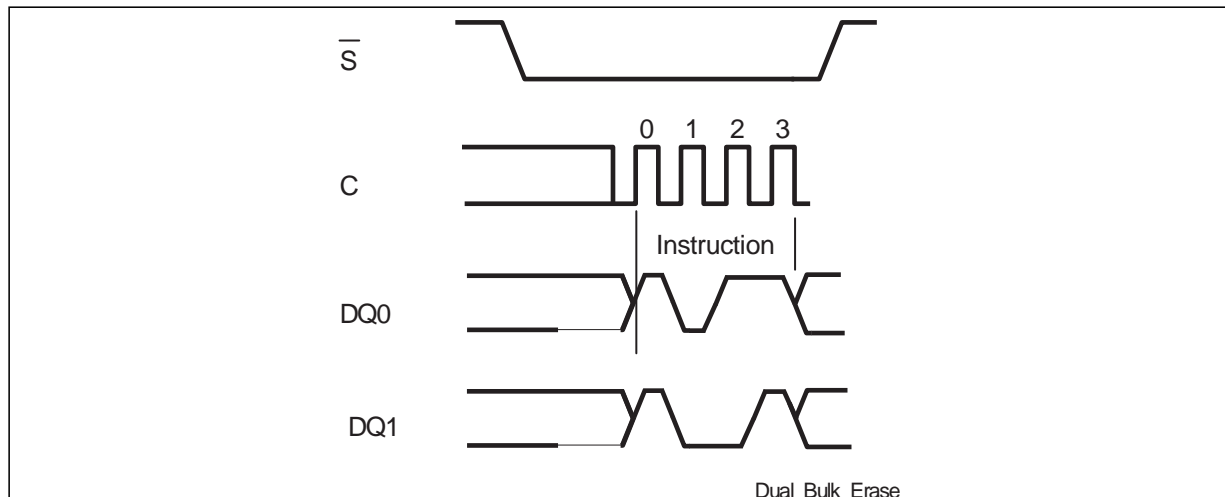 S̅
0 1 2 3
C
Instruction
DQ0
DQ1
Dual Bulk Erase